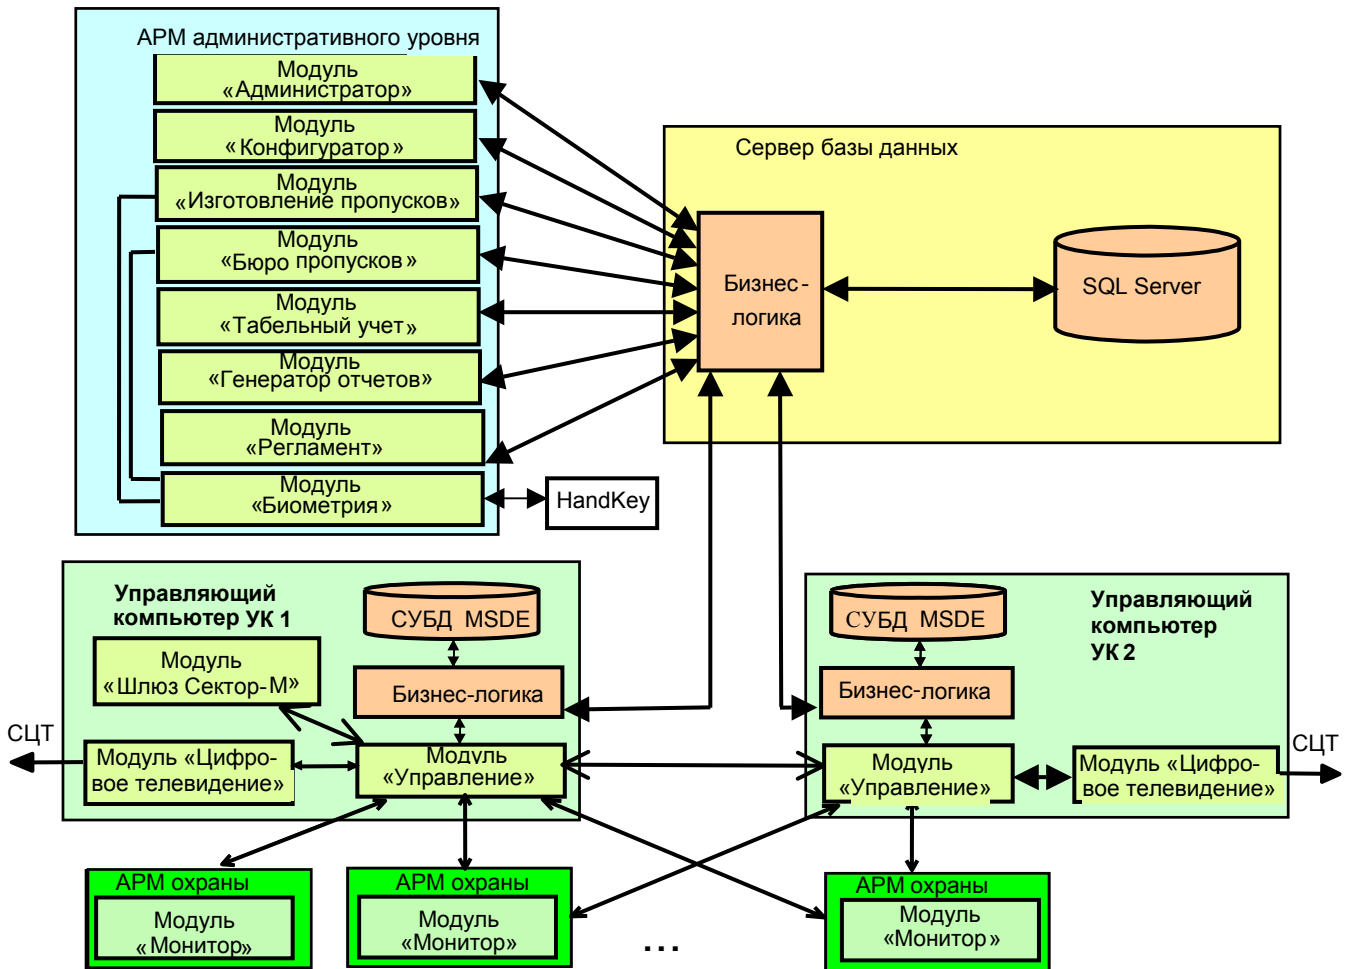 АРМ административного уровня
Модуль
«Администратор»
Модуль
«Конфигуратор»
Модуль
«Изготовление пропусков»
Модуль
«Бюро пропусков»
Модуль
«Табельный учет»
Модуль
«Генератор отчетов»
Модуль
«Регламент»
Модуль
«Биометрия»
HandKey
Сервер базы данных
Бизнес-
логика
SQL Server
Управляющий
компьютер УК 1
СУБД MSDE
Модуль
«Шлюз Сектор-М»
Бизнес-логика
СЦТ
Модуль «Цифро-
вое телевидение»
Модуль
«Управление»
Управляющий
компьютер
УК 2
СУБД MSDE
Бизнес-логика
Модуль
«Управление»
Модуль «Цифро-
вое телевидение»
СЦТ
АРМ охраны
Модуль
«Монитор»
АРМ охраны
Модуль
«Монитор»
...
АРМ охраны
Модуль
«Монитор»